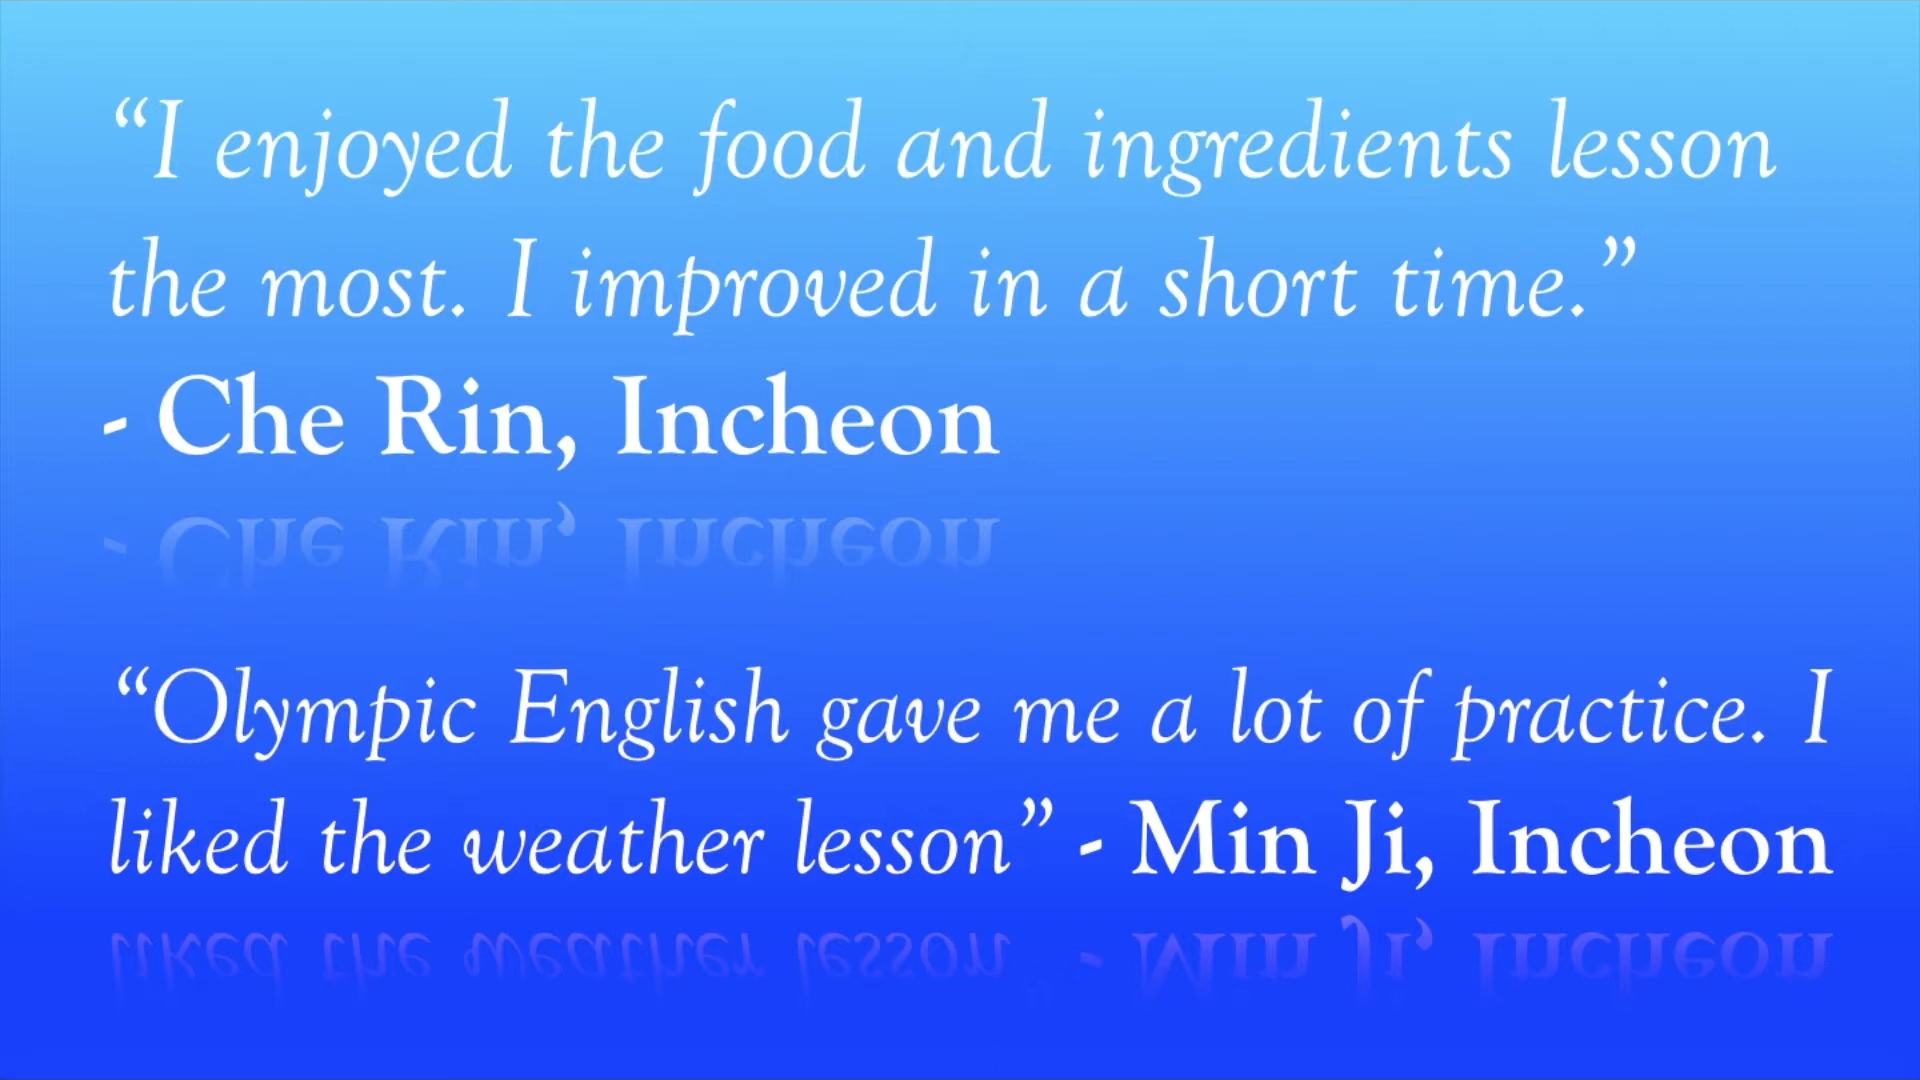 “I enjoyed the food and ingredients lesson
the most. I improved in a short time.”
- Che Rin, Incheon
“Olympic English gave me a lot of practice. I
liked the weather lesson” - Min Ji, Incheon